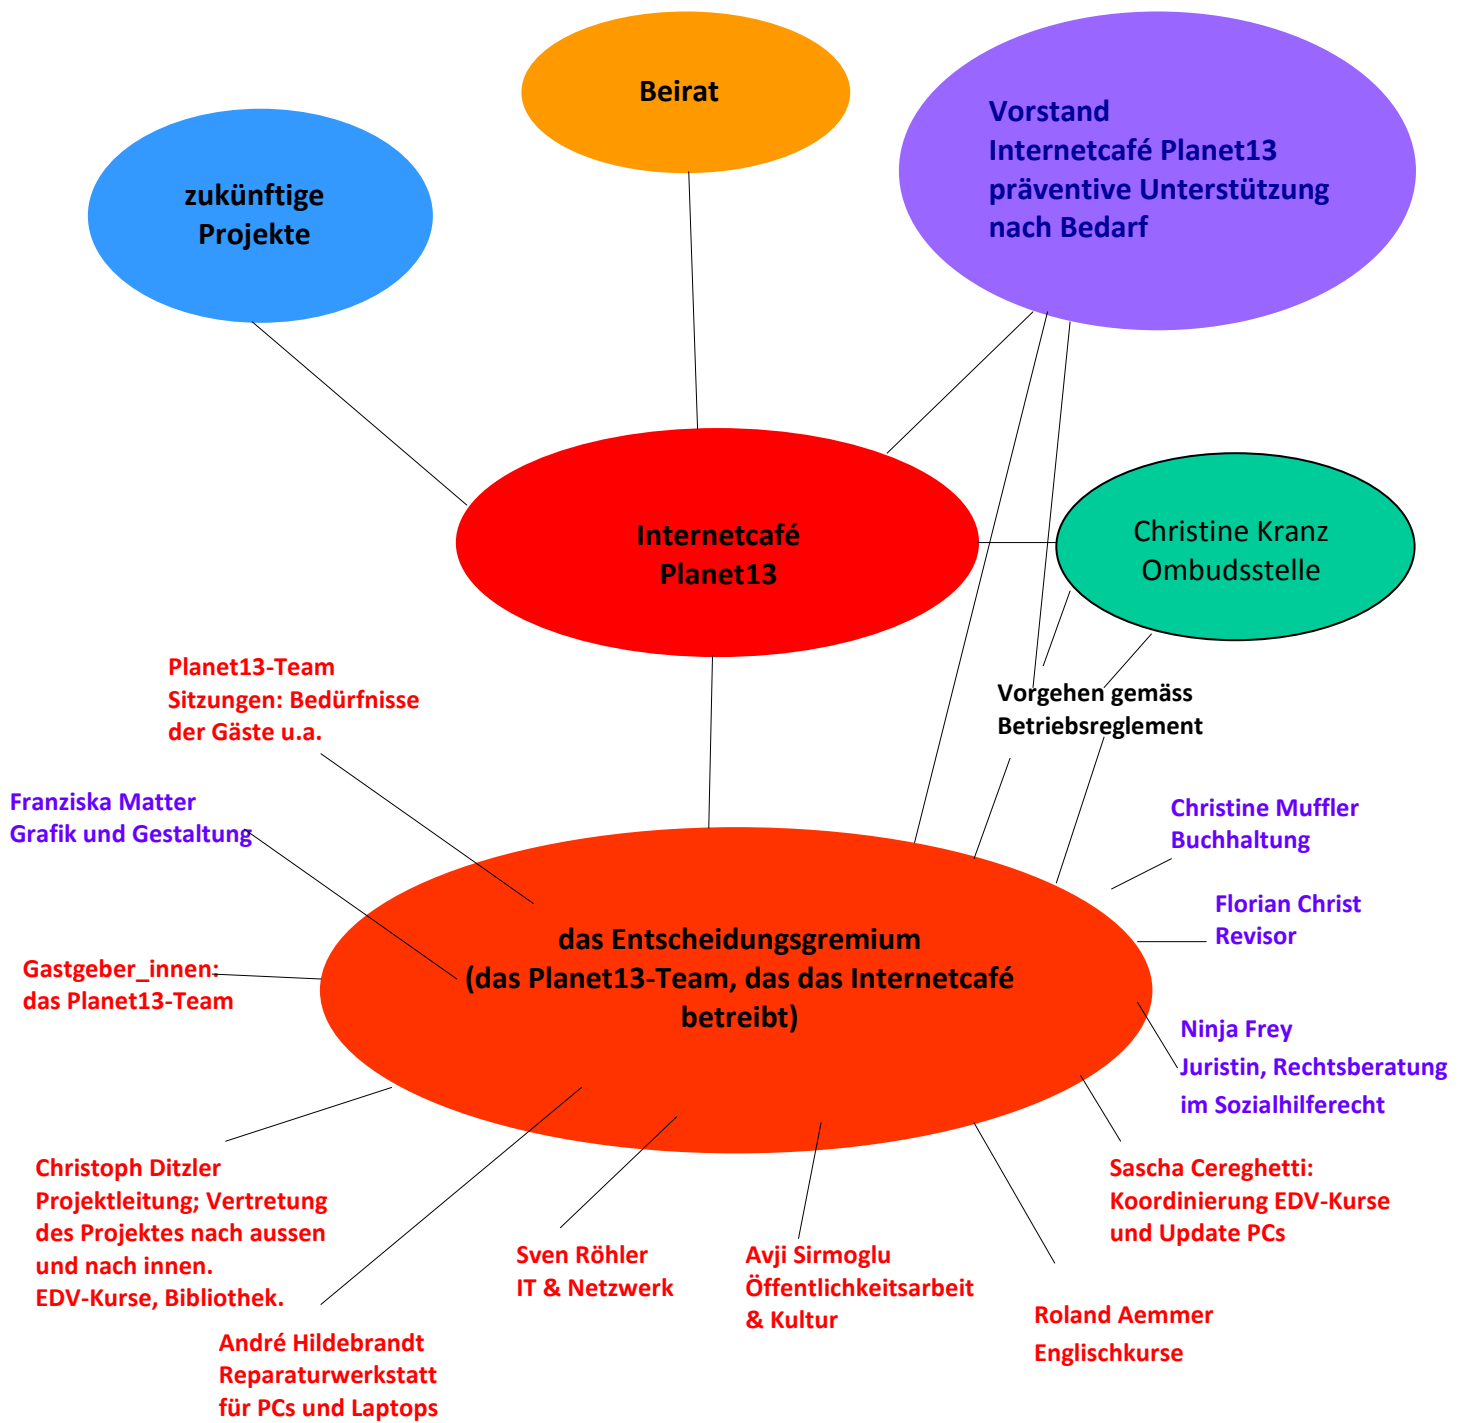 Beirat
Vorstand
Internetcafé Planet13
präventive Unterstützung
nach Bedarf
zukünftige
Projekte
Internetcafé
Planet13
Christine Kranz
Ombudsstelle
Planet13-Team
Sitzungen: Bedürfnisse
der Gäste u.a.
Vorgehen gemäss
Betriebsreglement
Franziska Matter
Grafik und Gestaltung
Christine Muffler
Buchhaltung
Florian Christ
Revisor
das Entscheidungsgremium
(das Planet13-Team, das das Internetcafé
betreibt)
Gastgeber_innen:
das Planet13-Team
Ninja Frey
Juristin, Rechtsberatung
im Sozialhilferecht
Christoph Ditzler
Projektleitung; Vertretung
des Projektes nach aussen
und nach innen.
EDV-Kurse, Bibliothek.
Sascha Cereghetti:
Koordinierung EDV-Kurse
und Update PCs
Sven Röhler
IT & Netzwerk
Avji Sirmoglu
Öffentlichkeitsarbeit
& Kultur
Roland Aemmer
Englischkurse
André Hildebrandt
Reparaturwerkstatt
für PCs und Laptops